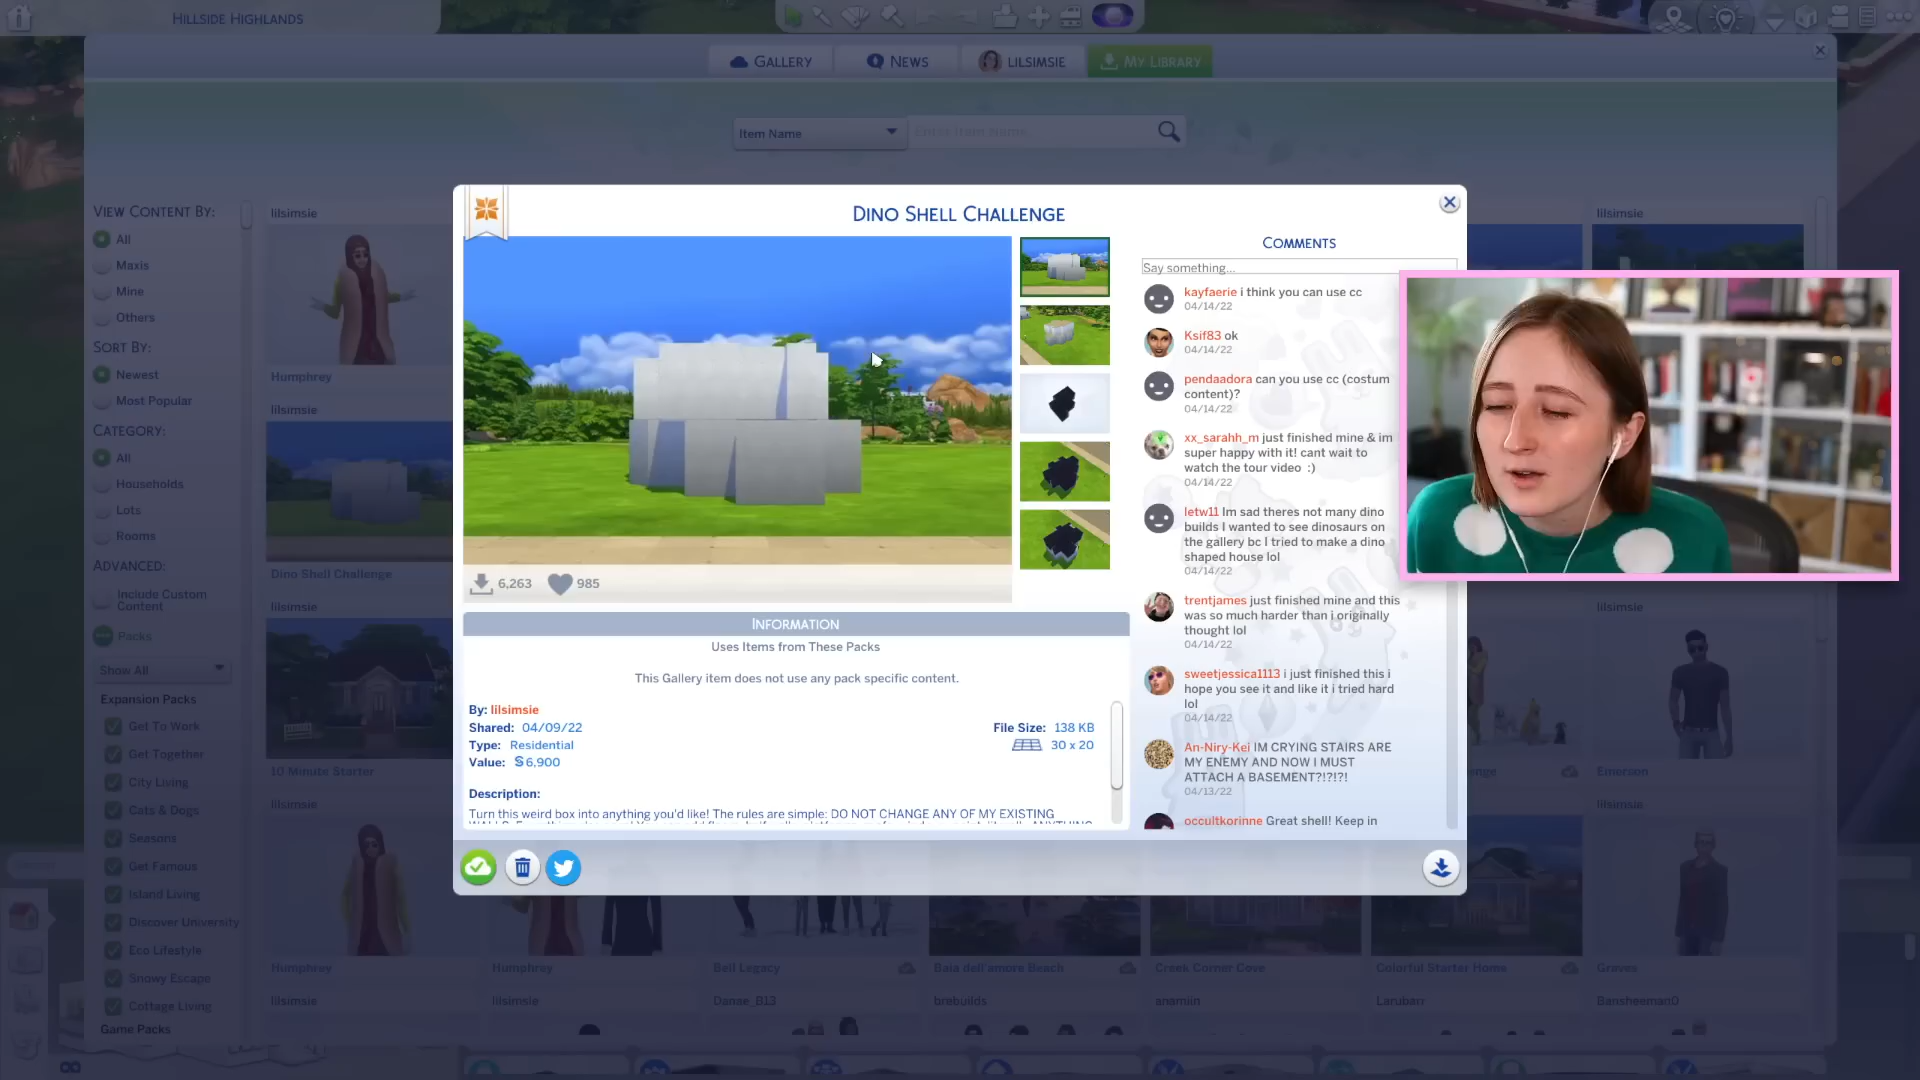 HILLSIDE HIGHLANDS
GALLERY
NEWS
LILSIMSIE
MY LIBRARY
Item Name
Enter Item Name
VIEW CONTENT BY:
All
Maxis
Mine
Others
SORT BY:
Newest
Most Popular
CATEGORY:
All
Households
Lots
Rooms
ADVANCED:
Include Custom
Content
Packs
Show All
Expansion Packs
Get To Work
Get Together
City Living
Cats & Dogs
Seasons
Get Famous
Island Living
Discover University
Eco Lifestyle
Snowy Escape
Cottage Living
Game Packs
lilsimsie
Humphrey
lilsimsie
Dino Shell Challenge
lilsimsie
10 Minute Starter
lilsimsie
Humphrey
lilsimsie
DINO SHELL CHALLENGE
6,263
985
INFORMATION
Uses Items from These Packs
This Gallery item does not use any pack specific content.
By: lilsimsie
Shared: 04/09/22
Type: Residential
Value: §6,900
File Size: 138 KB
30 x 20
Description:
Turn this weird box into anything you'd like! The rules are simple: DO NOT CHANGE ANY OF MY EXISTING
COMMENTS
Say something...
kayfaerie i think you can use cc
04/14/22
Ksif83 ok
04/14/22
pendaadora can you use cc (costum
content)?
04/14/22
xx_sarahh_m just finished mine & im
super happy with it! cant wait to
watch the tour video :)
04/14/22
letw11 Im sad theres not many dino
builds I wanted to see dinosaurs on
the gallery bc I tried to make a dino
shaped house lol
04/14/22
trentjames just finished mine and this
was so much harder than i originally
thought lol
04/14/22
sweetjessica1113 i just finished this i
hope you see it and like it i tried hard
lol
04/14/22
An-Niry-Kei IM CRYING STAIRS ARE
MY ENEMY AND NOW I MUST
ATTACH A BASEMENT?!?!?!
04/13/22
occultkorinne Great shell! Keep in
lilsimsie
lilsimsie
Emerson
lilsimsie
Humphrey
Bell Legacy
Baia dell'amore Beach
Creek Corner Cove
Colorful Starter Home
Graves
lilsimsie
Danae_B13
brebuilds
anamiin
Larubarr
Bansheeman0